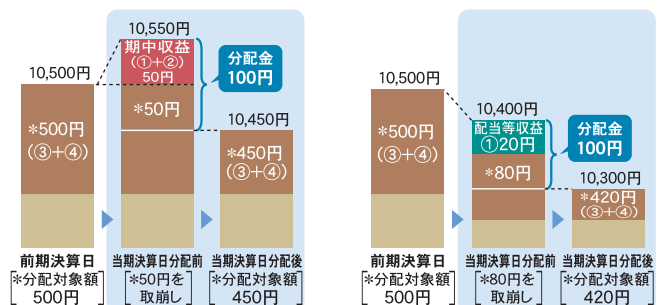 10,550円
期中収益
(①+②)
50円
分配金
100円
10,500円
*50円
10,450円
*500円
(③+④)
*450円
(③+④)
前期決算日
*分配対象額
500円
当期決算日分配前
*50円を
取崩し
当期決算日分配後
*分配対象額
450円
10,500円
10,400円
配当等収益
①20円
分配金
100円
*500円
(③+④)
*80円
10,300円
*420円
(③+④)
前期決算日
*分配対象額
500円
当期決算日分配前
*80円を
取崩し
当期決算日分配後
*分配対象額
420円